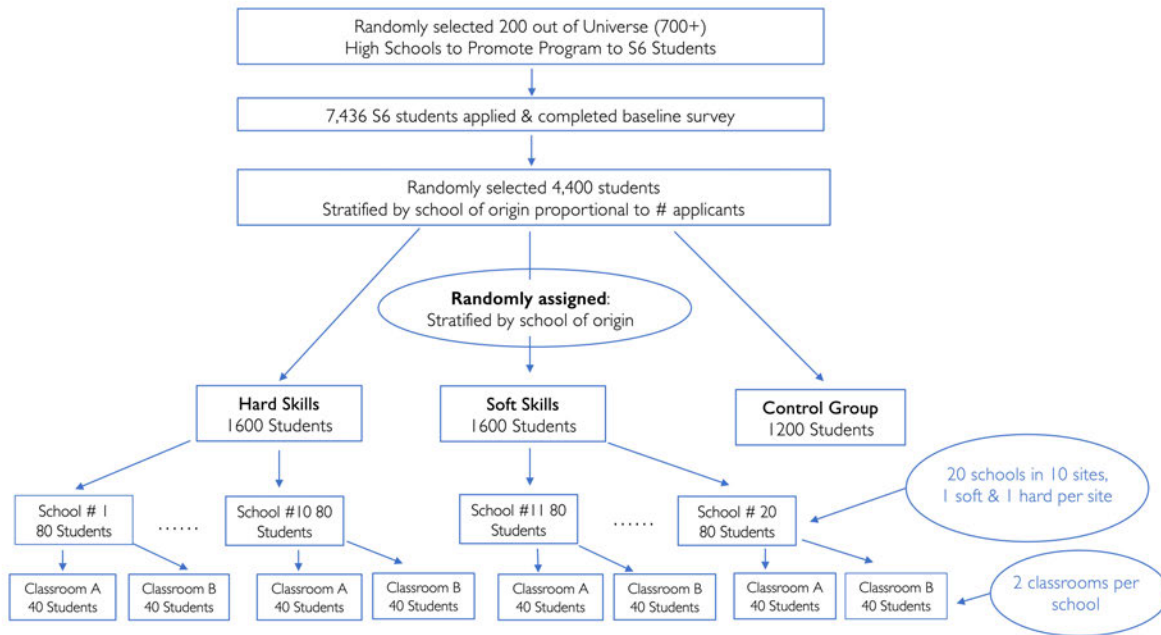 Randomly selected 200 out of Universe (700+)
High Schools to Promote Program to S6 Students
7,436 S6 students applied & completed baseline survey
Randomly selected 4,400 students
Stratified by school of origin proportional to # applicants
Randomly assigned:
Stratified by school of origin
Hard Skills
1600 Students
Soft Skills
1600 Students
Control Group
1200 Students
20 schools in 10 sites,
1 soft & 1 hard per site
School # 1
80 Students
......
School #10 80
Students
School #11 80
Students
......
School # 20
80 Students
Classroom A
40 Students
Classroom B
40 Students
Classroom A
40 Students
Classroom B
40 Students
Classroom A
40 Students
Classroom B
40 Students
Classroom A
40 Students
Classroom B
40 Students
2 classrooms per
school